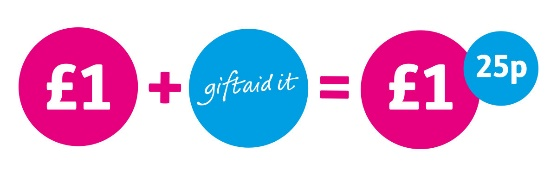 £1 + giftaid it = £1 25p